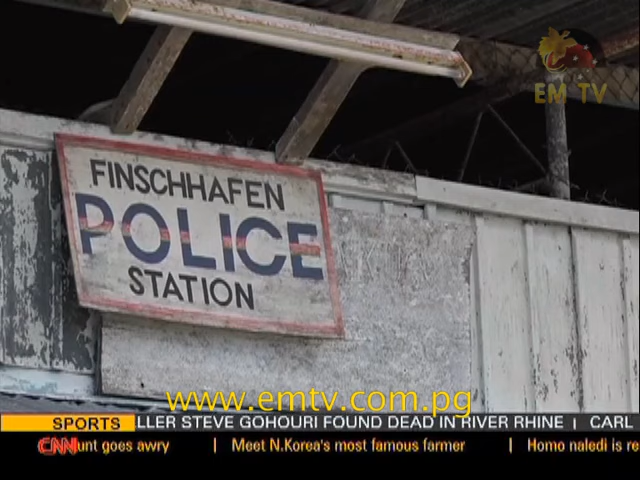 EM TV
FINSCHHAFEN
POLICE
STATION
www.emtv.com.pg
SPORTS LLER STEVE GOHOURI FOUND DEAD IN RIVER RHINE | CARL
CNN unt goes awry | Meet N.Korea's most famous farmer | Homo naledi is re